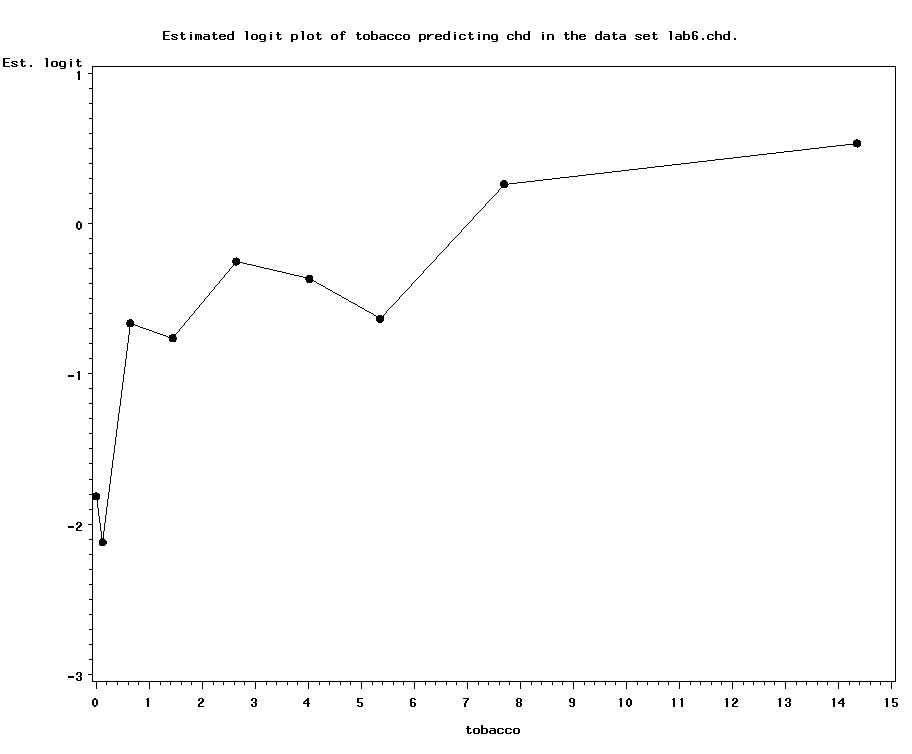 Estimated logit plot of tobacco predicting chd in the data set lab6.chd.
Est. logit
1
0
-1
-2
-3
0 1 2 3 4 5 6 7 8 9 10 11 12 13 14 15
tobacco